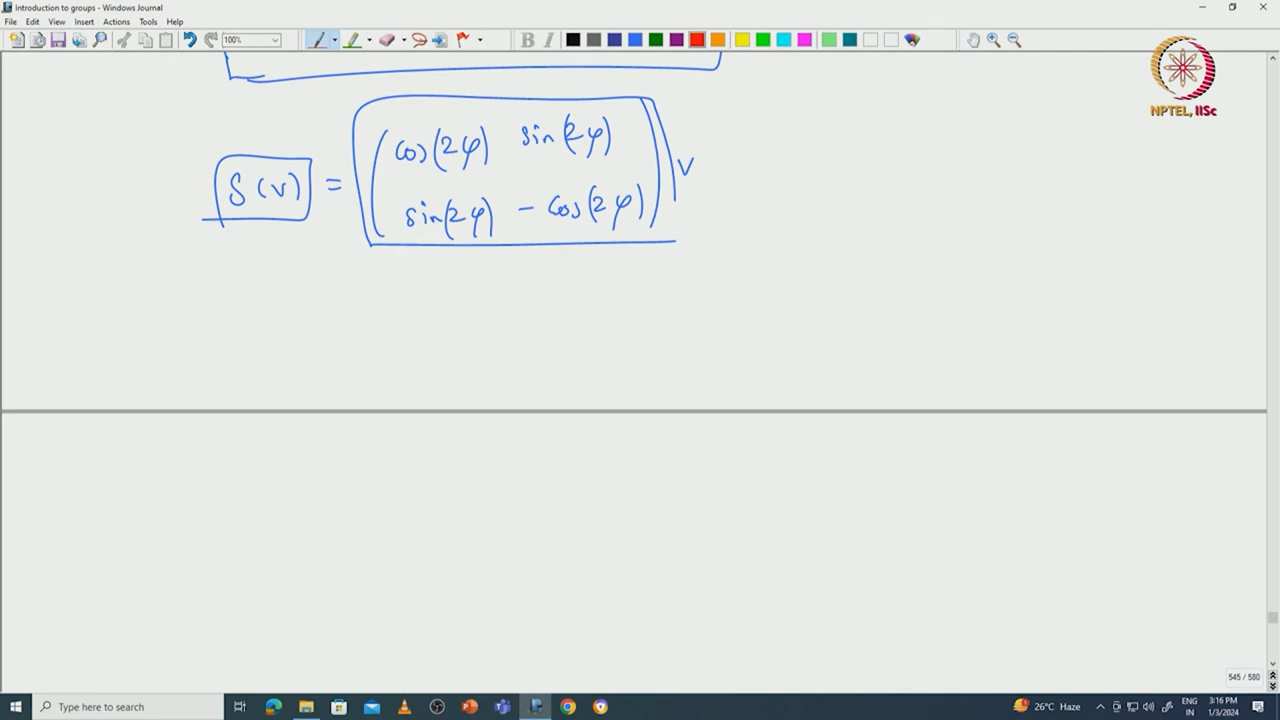 Introduction to groups - Windows Journal
File Edit View Insert Actions Tools Help
100%
B I
NPTEL, IISc
S(v) = ( cos(2φ) sin(2φ)
sin(2φ) - cos(2φ) ) v
545 / 580
Type here to search
26°C Haze
ENG
IN
3:16 PM
1/3/2024